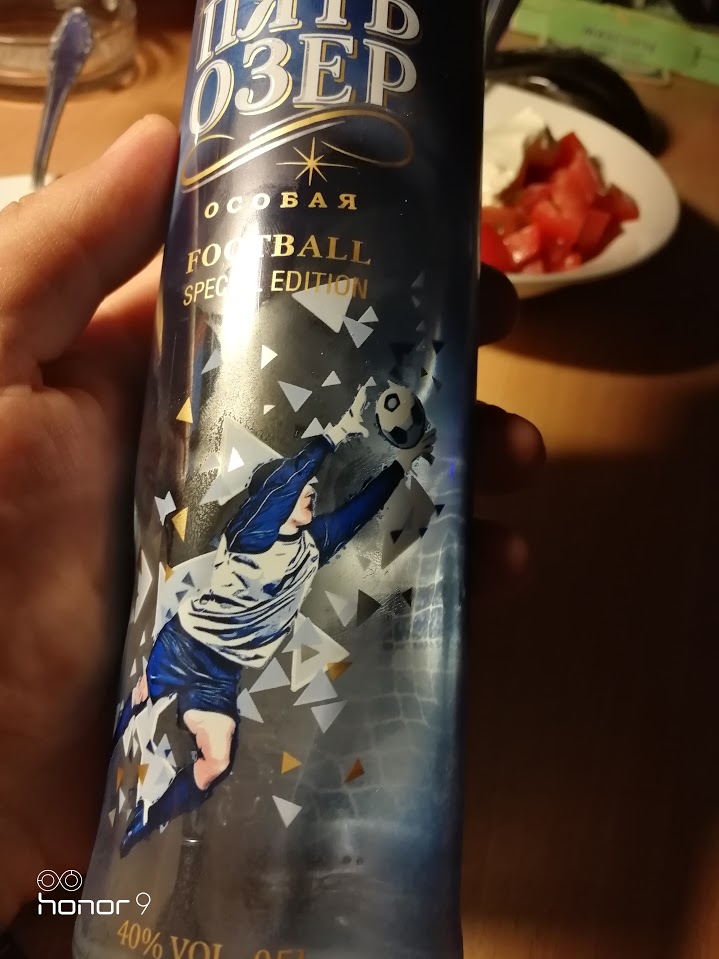 ПЯТЬ
ОЗЕР
ОСОБАЯ
FOOTBALL
SPECIAL EDITION
40% VOL
honor 9